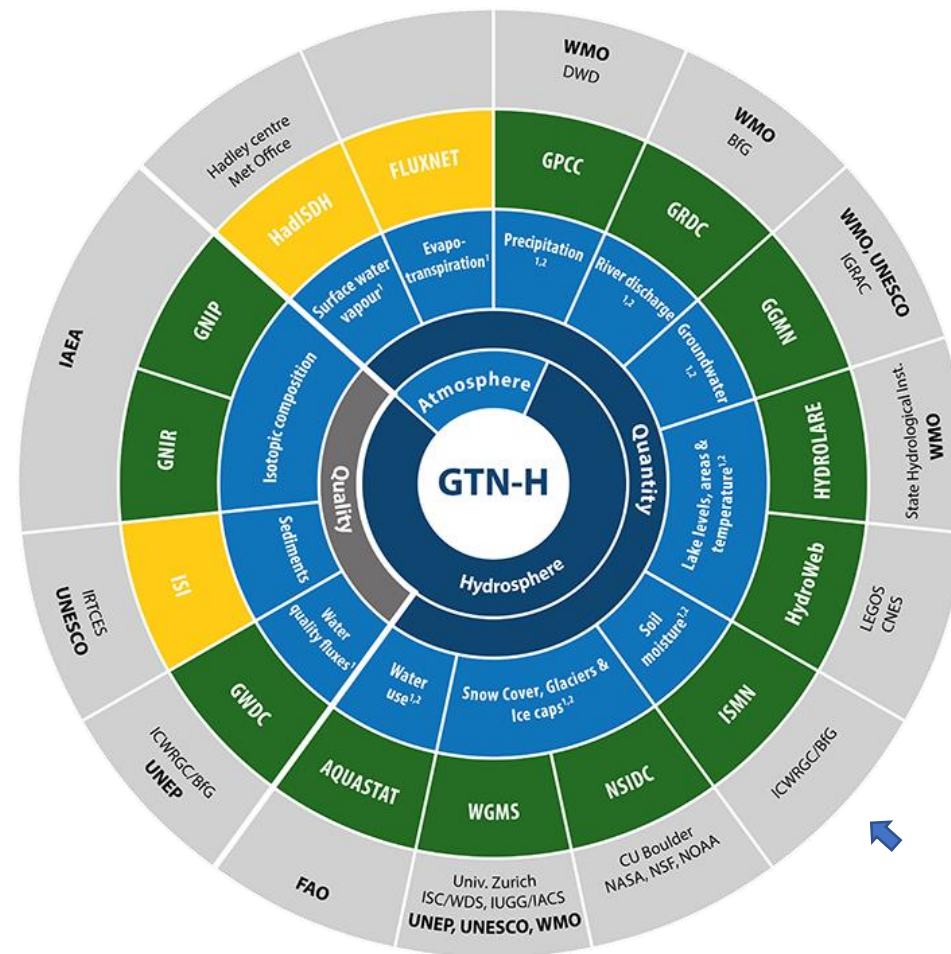 GTN-H
Atmosphere
Hydrosphere
Quantity
Quality
Surface water
vapour¹
Evapo-
transpiration¹
Precipitation
1,2
River discharge
1,2
Groundwater
1,2
Lake levels, areas &
temperature1,2
Soil
moisture1,2
Snow Cover, Glaciers &
Ice caps1,2
Water
use1,2
Water
quality fluxes¹
Sediments
Isotopic composition
HadISDH
FLUXNET
GPCC
GRDC
GGMN
HYDROLARE
HydroWeb
ISMN
NSIDC
WGMS
AQUASTAT
GWDC
ISI
GNIR
GNIP
Hadley centre
Met Office
WMO
DWD
WMO
BfG
WMO, UNESCO
IGRAC
WMO
State Hydrological Inst.
LEGOS
CNES
ICWRGC/BfG
CU Boulder
NASA, NSF, NOAA
Univ. Zurich
ISC/WDS, IUGG/IACS
UNEP, UNESCO, WMO
FAO
ICWRGC/BfG
UNEP
IRTCES
UNESCO
IAEA